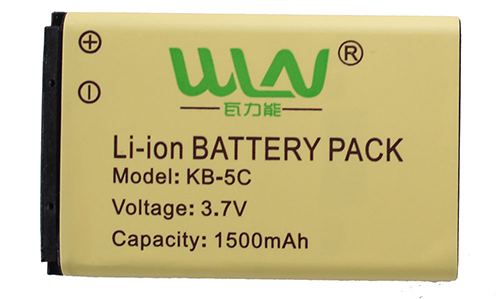 WLN ®
瓦力能
Li-ion BATTERY PACK
Model: KB-5C
Voltage: 3.7V
Capacity: 1500mAh